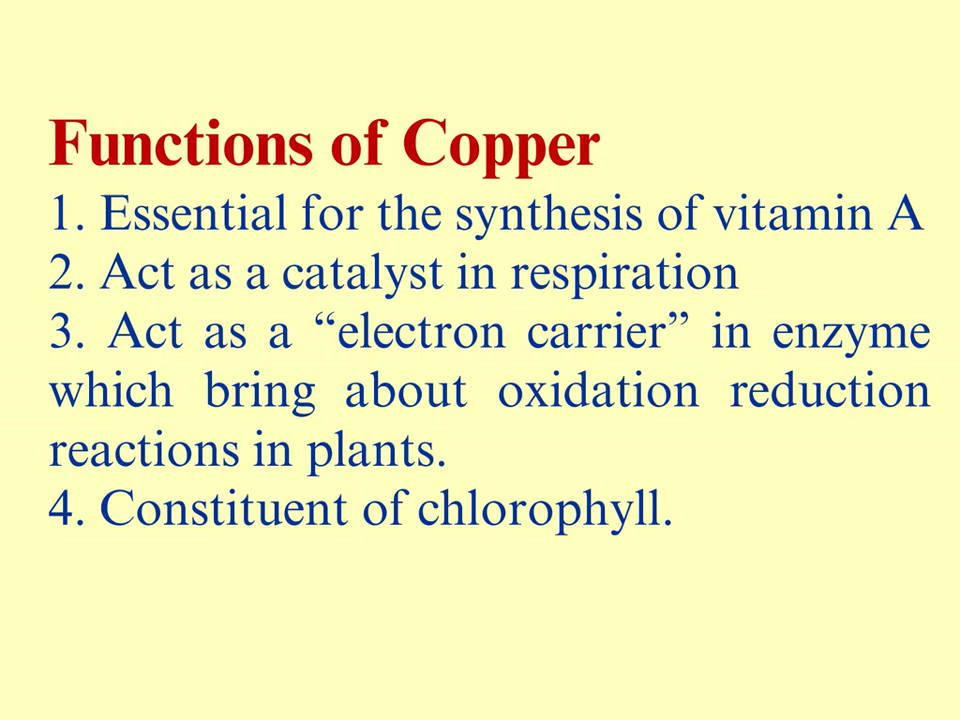 Functions of Copper
1. Essential for the synthesis of vitamin A
2. Act as a catalyst in respiration
3. Act as a “electron carrier” in enzyme
which bring about oxidation reduction
reactions in plants.
4. Constituent of chlorophyll.